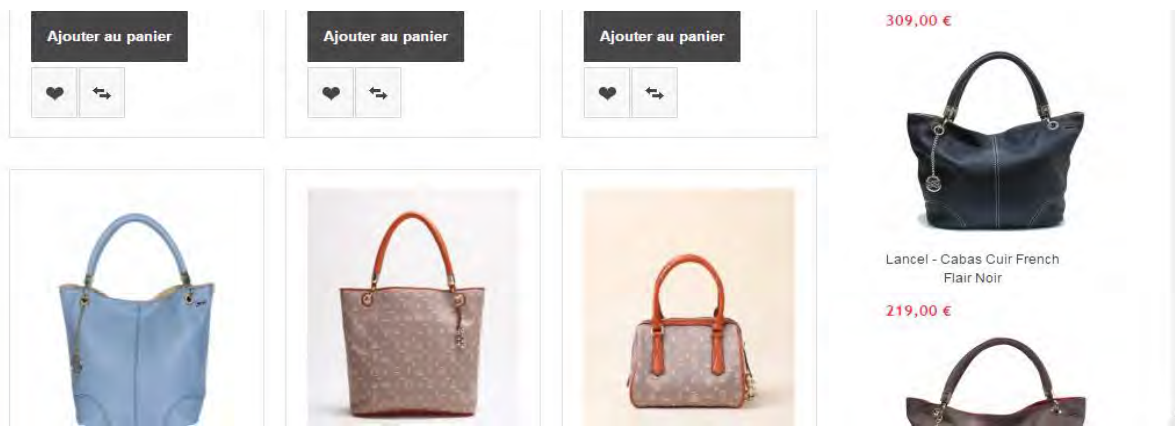 Ajouter au panier
Ajouter au panier
Ajouter au panier
309,00 €
Lancel - Cabas Cuir French
Flair Noir
219,00 €